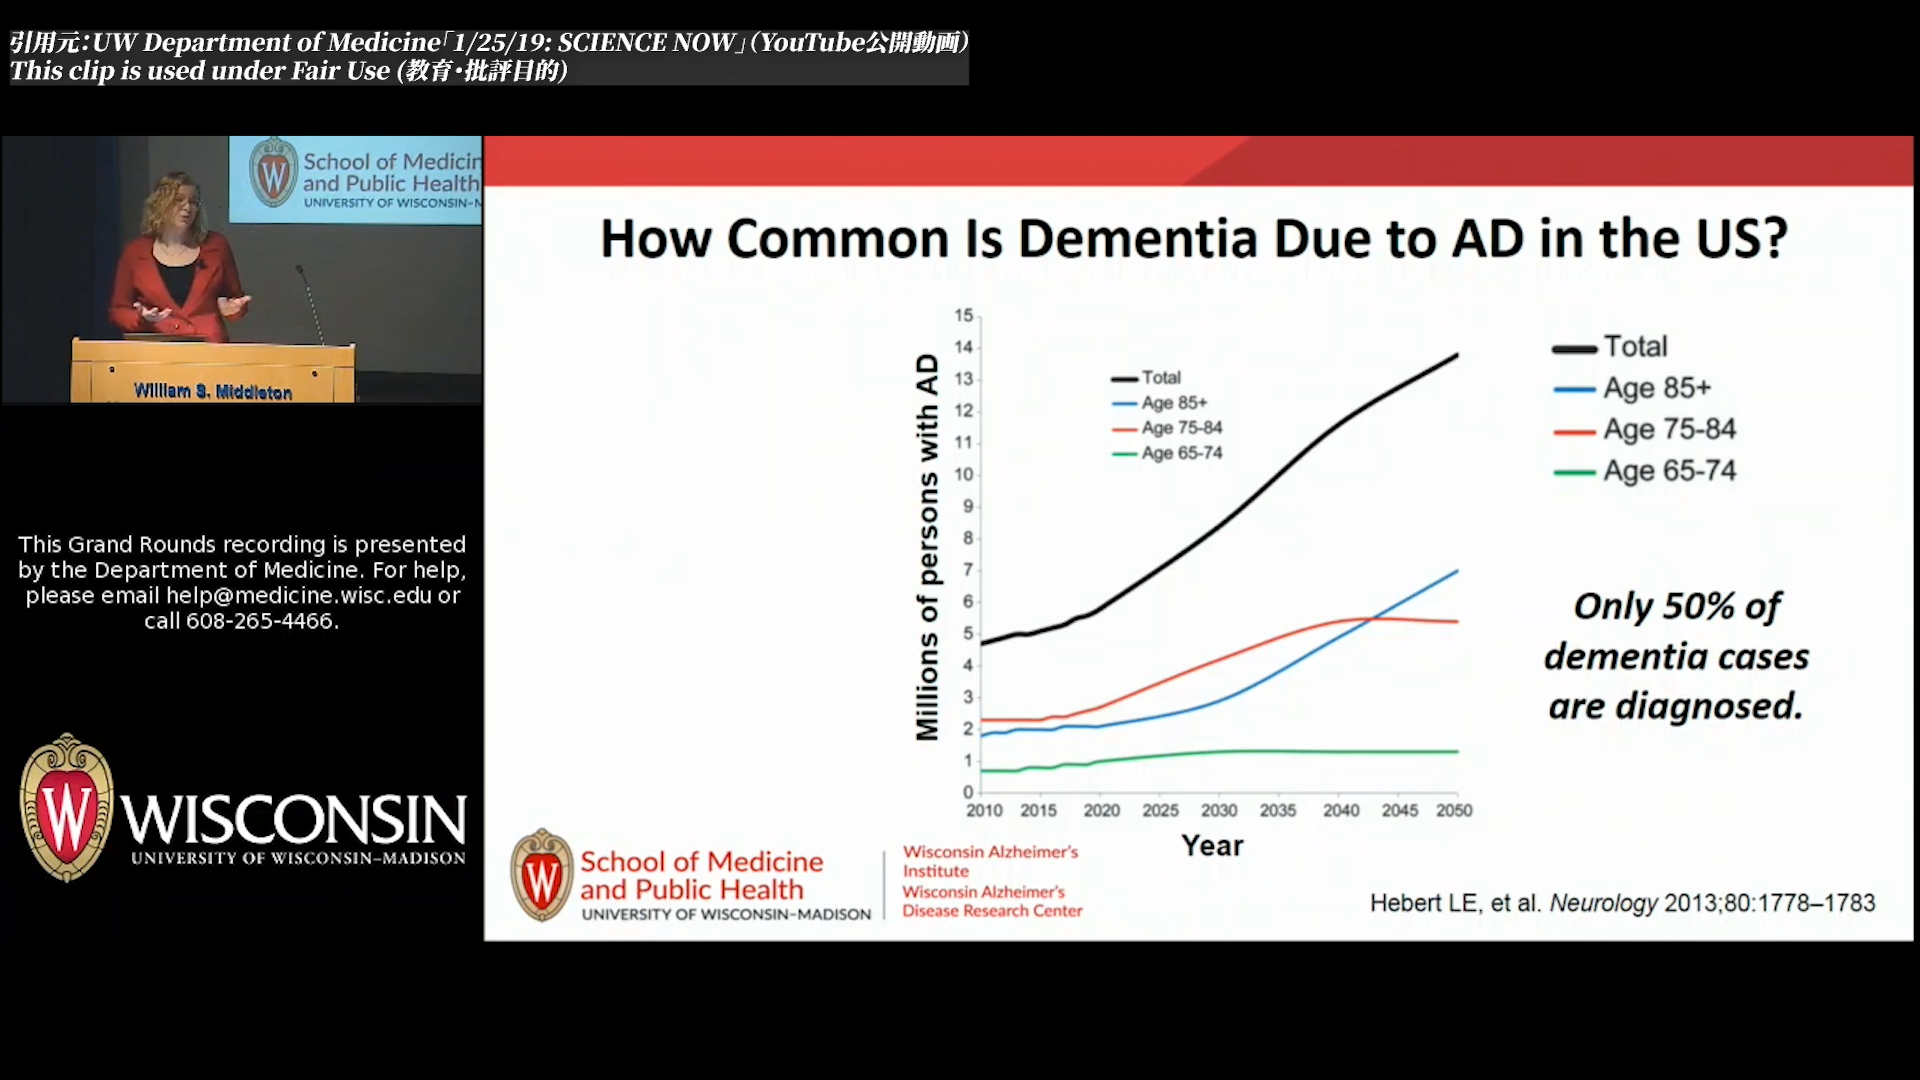 引用元：UW Department of Medicine「1/25/19: SCIENCE NOW」（YouTube公開動画）
This clip is used under Fair Use (教育・批評目的)
School of Medicin
and Public Health
UNIVERSITY OF WISCONSIN–M
William S. Middleton
This Grand Rounds recording is presented
by the Department of Medicine. For help,
please email help@medicine.wisc.edu or
call 608-265-4466.
W
WISCONSIN
UNIVERSITY OF WISCONSIN–MADISON
How Common Is Dementia Due to AD in the US?
Millions of persons with AD
15
14
13
12
11
10
9
8
7
6
5
4
3
2
1
0
Total
Age 85+
Age 75-84
Age 65-74
2010 2015 2020 2025 2030 2035 2040 2045 2050
Year
Total
Age 85+
Age 75-84
Age 65-74
Only 50% of
dementia cases
are diagnosed.
W
School of Medicine
and Public Health
UNIVERSITY OF WISCONSIN–MADISON
Wisconsin Alzheimer's
Institute
Wisconsin Alzheimer's
Disease Research Center
Hebert LE, et al. Neurology 2013;80:1778–1783